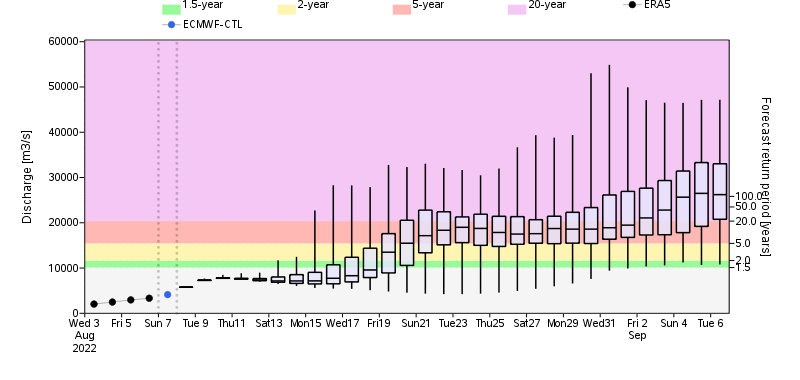 1.5-year 2-year 5-year 20-year ERA5
ECMWF-CTL
60000
50000
40000
30000
20000
10000
0
Discharge [m3/s]
Forecast return period [years]
100.0
50.0
20.0
5.0
2.0
1.5
Wed 3 Fri 5 Sun 7 Tue 9 Thu11 Sat13 Mon15 Wed17 Fri19 Sun21 Tue23 Thu25 Sat27 Mon29 Wed31 Fri 2 Sun 4 Tue 6
Aug Sep
2022